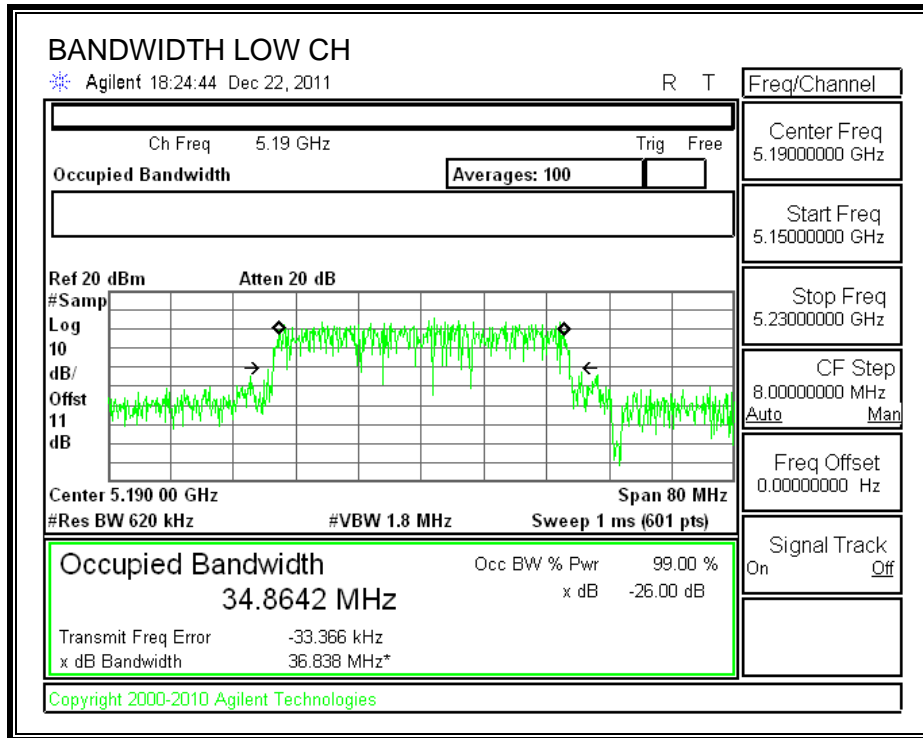 BANDWIDTH LOW CH
Agilent 18:24:44 Dec 22, 2011 R T
Freq/Channel
Ch Freq 5.19 GHz Trig Free
Occupied Bandwidth Averages: 100
Center Freq
5.19000000 GHz
Start Freq
5.15000000 GHz
Stop Freq
5.23000000 GHz
CF Step
8.00000000 MHz
Auto Man
Freq Offset
0.00000000 Hz
Signal Track
On Off
Ref 20 dBm Atten 20 dB
#Samp
Log
10
dB/
Offst
11
dB
Center 5.190 00 GHz Span 80 MHz
#Res BW 620 kHz #VBW 1.8 MHz Sweep 1 ms (601 pts)
Occupied Bandwidth Occ BW % Pwr 99.00 %
34.8642 MHz x dB -26.00 dB
Transmit Freq Error -33.366 kHz
x dB Bandwidth 36.838 MHz*
Copyright 2000-2010 Agilent Technologies